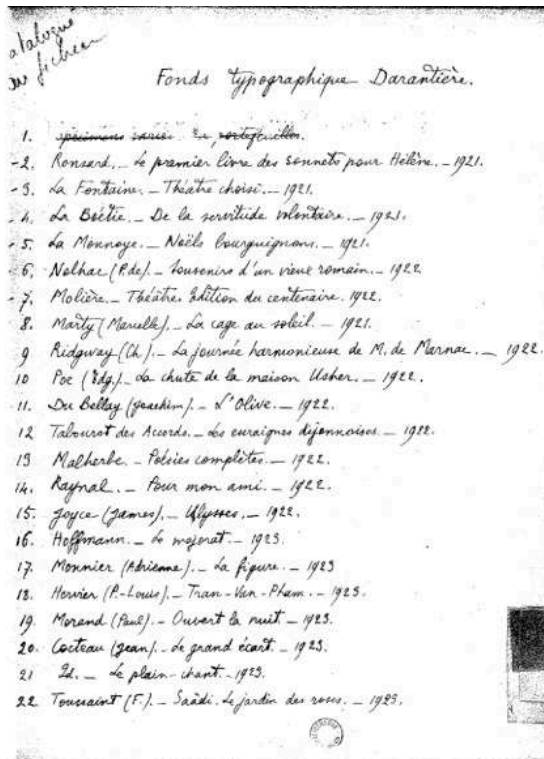 Catalogué
au fichier
Fonds typographique Darantière.
1. spécimens variés. En portefeuilles.
-2. Ronsard. _ Le premier livre des Sonnets pour Hélène. - 1921.
-3. La Fontaine. _ Théâtre choisi. _ 1921.
-4. La Boëtie. _ De la servitude volontaire. _ 1921.
-5. La Monnoye. _ Noëls bourguignons. _ 1921.
-6. Nolhac (P. de) _ Souvenirs d'un vieux romain. _ 1922
-7. Molière. _ Théâtre. Edition du centenaire. 1922.
8. Marty (Marcelle). _ La cage au soleil. _ 1921.
9 Ridgway (Ch). _ La journée harmonieuse de M. de Marnac. _ 1922.
10 Poe (Edg.). _ La chute de la maison Usher. _ 1922.
11. Du Bellay (Joachim). _ L'Olive. _ 1922.
12 Tabourot des Accords. _ Les escraignes dijonnoises. _ 1922.
13 Malherbe. _ Poésies complètes. _ 1922.
14. Raynal. _ Pour mon ami. _ 1922.
15. Joyce (James). _ Ulysses. _ 1922.
16. Hoffmann. _ Le majorat. _ 1923.
17. Monnier (Adrienne). _ La figure. _ 1923
18. Hervier (P.-Louis). _ Tran-Van-Pham. _ 1923.
19. Morand (Paul). _ Ouvert la nuit. _ 1923.
20. Cocteau (Jean). _ Le grand écart. _ 1923.
21 Id. _ Le plain-chant. _ 1923.
22 Toussaint (F.). _ Saâdi. Le jardin des roses. _ 1923.